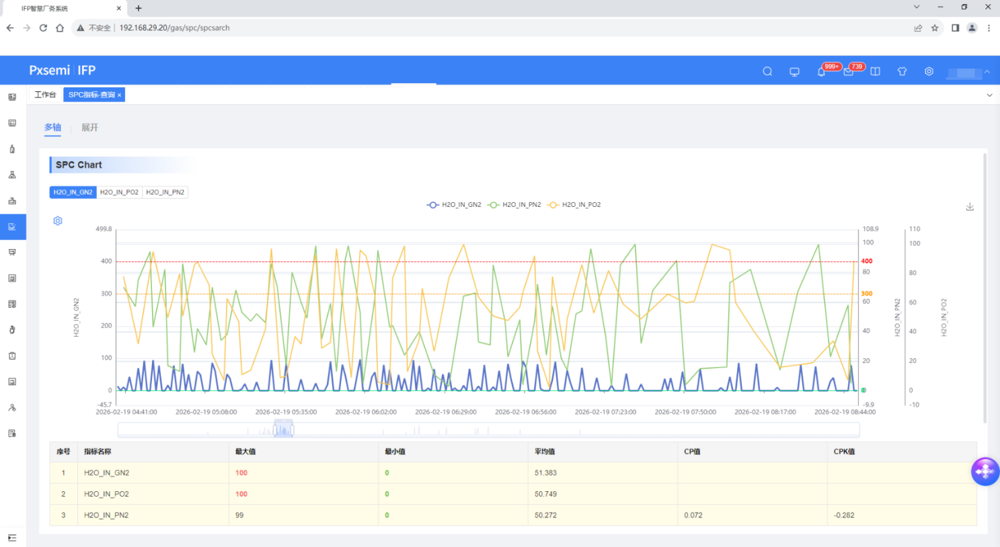 IFP智慧厂务系统
不安全 192.168.29.20/gas/spc/spcsarch
Pxsemi IFP
999+ 739
工作台 SPC指标-查询 ×
多轴 展开
SPC Chart
H2O_IN_GN2 H2O_IN_PO2 H2O_IN_PN2
H2O_IN_GN2 H2O_IN_PN2 H2O_IN_PO2
499.8 108.9 110
100 100
400 400
80 80
300 300
60 60
200
40 40
100
20 20
0 0 0
-45.7 -9.9 -10
H2O_IN_GN2
H2O_IN_PN2
H2O_IN_PO2
2026-02-19 04:41:00 2026-02-19 05:08:00 2026-02-19 05:35:00 2026-02-19 06:02:00 2026-02-19 06:29:00 2026-02-19 06:56:00 2026-02-19 07:23:00 2026-02-19 07:50:00 2026-02-19 08:17:00 2026-02-19 08:44:00
序号 指标名称 最大值 最小值 平均值 CP值 CPK值
1 H2O_IN_GN2 100 0 51.383
2 H2O_IN_PO2 100 0 50.749
3 H2O_IN_PN2 99 0 50.272 0.072 -0.282